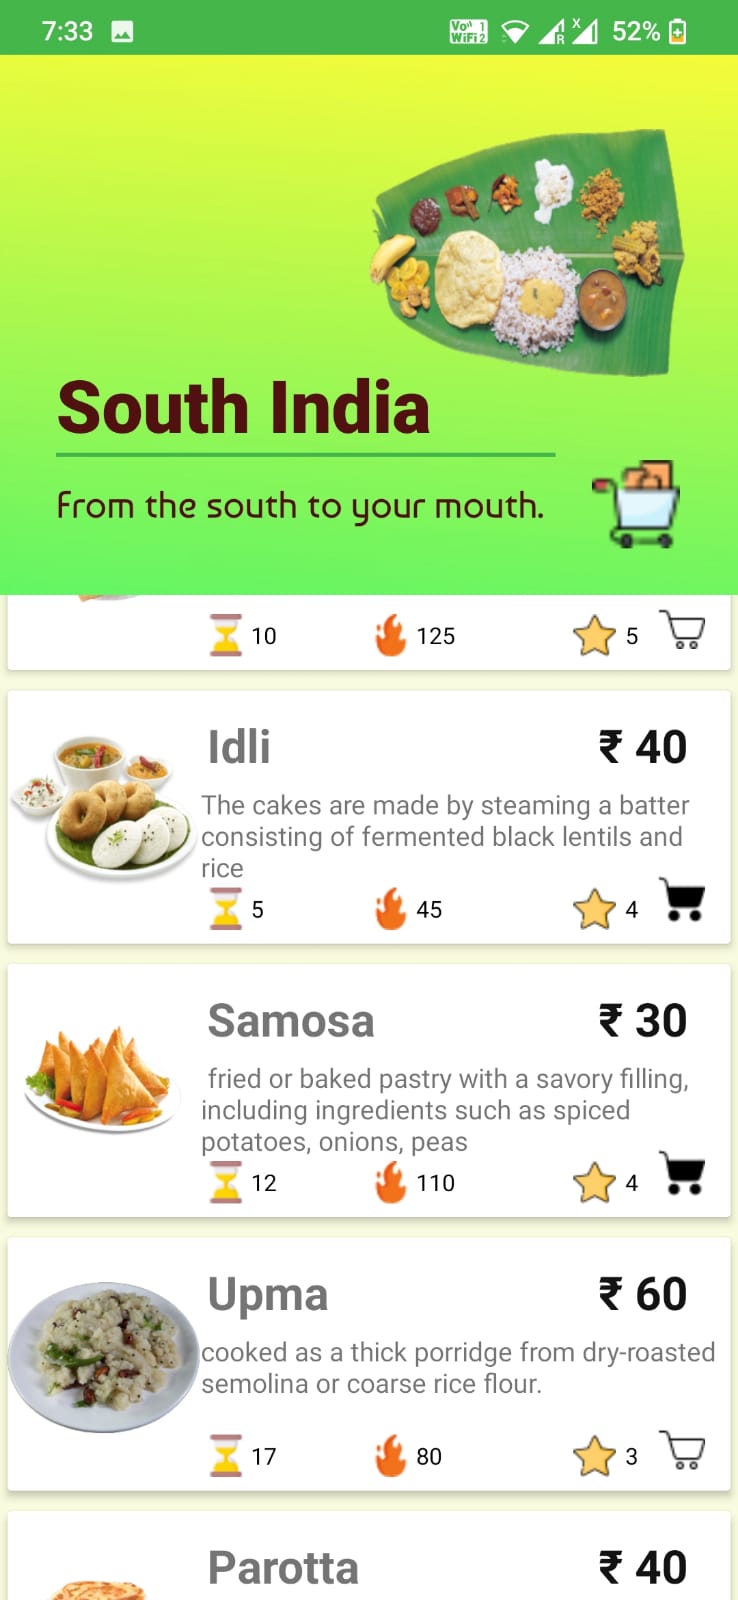 7:33
Vo 1
WiFi 2
R
X
52%
South India
From the south to your mouth.
10 125 5
Idli ₹ 40
The cakes are made by steaming a batter
consisting of fermented black lentils and
rice
5 45 4
Samosa ₹ 30
fried or baked pastry with a savory filling,
including ingredients such as spiced
potatoes, onions, peas
12 110 4
Upma ₹ 60
cooked as a thick porridge from dry-roasted
semolina or coarse rice flour.
17 80 3
Parotta ₹ 40